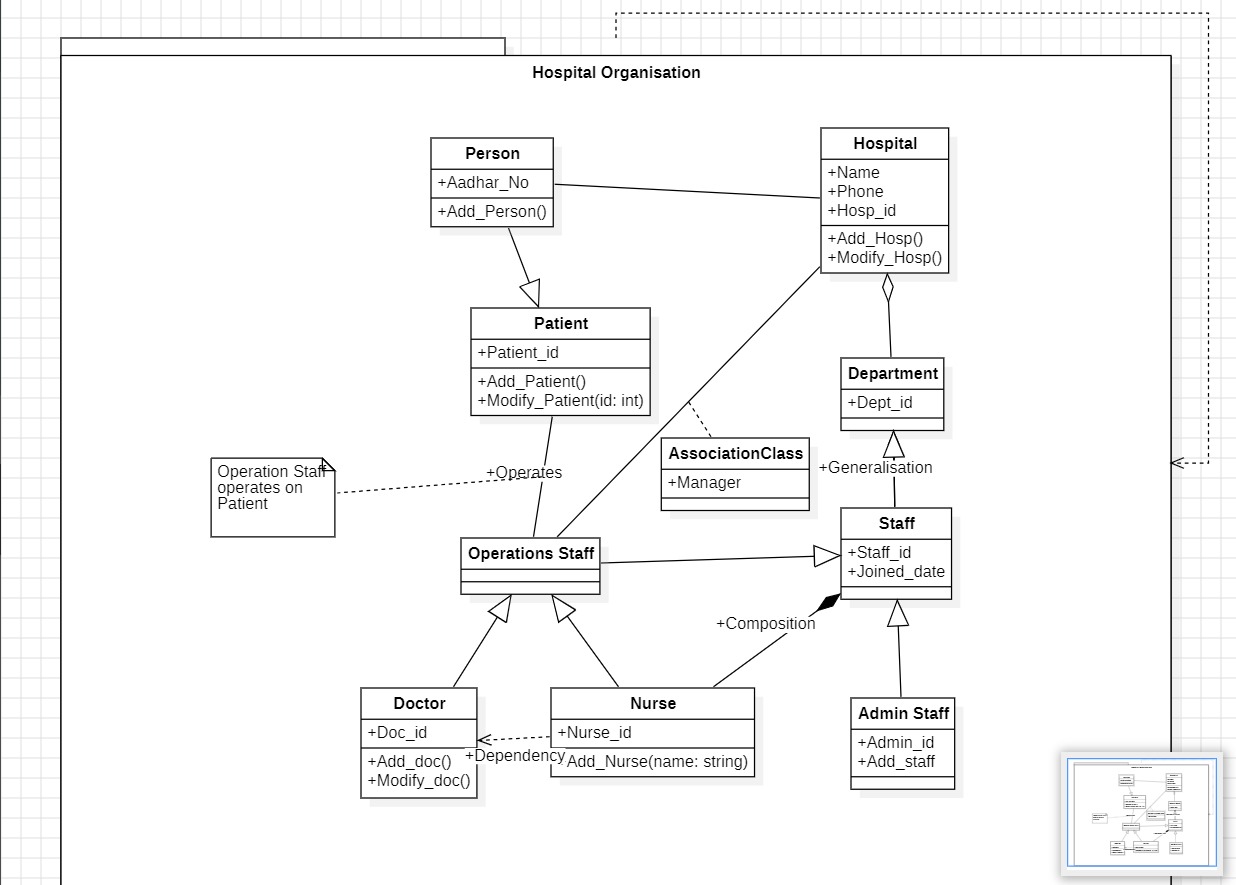 Hospital Organisation
Person
+Aadhar_No
+Add_Person()
Hospital
+Name
+Phone
+Hosp_id
+Add_Hosp()
+Modify_Hosp()
Patient
+Patient_id
+Add_Patient()
+Modify_Patient(id: int)
Department
+Dept_id
Operation Staff
operates on
Patient
+Operates
AssociationClass
+Manager
+Generalisation
Staff
+Staff_id
+Joined_date
Operations Staff
+Composition
Doctor
+Doc_id
+Add_doc()
+Modify_doc()
+Dependency
Nurse
+Nurse_id
Add_Nurse(name: string)
Admin Staff
+Admin_id
+Add_staff